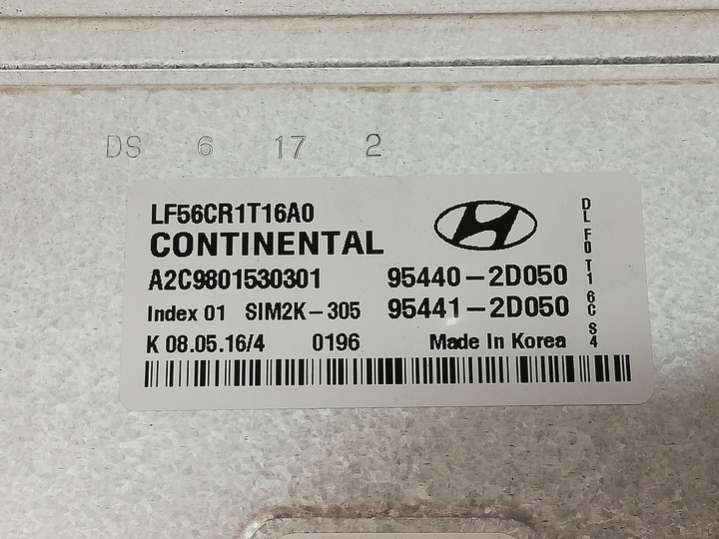 DS 6 17 2
LF56CR1T16A0
CONTINENTAL
A2C9801530301 95440-2D050
Index 01 SIM2K-305 95441-2D050
K 08.05.16/4 0196 Made In Korea
DL F0 T1 6C S4